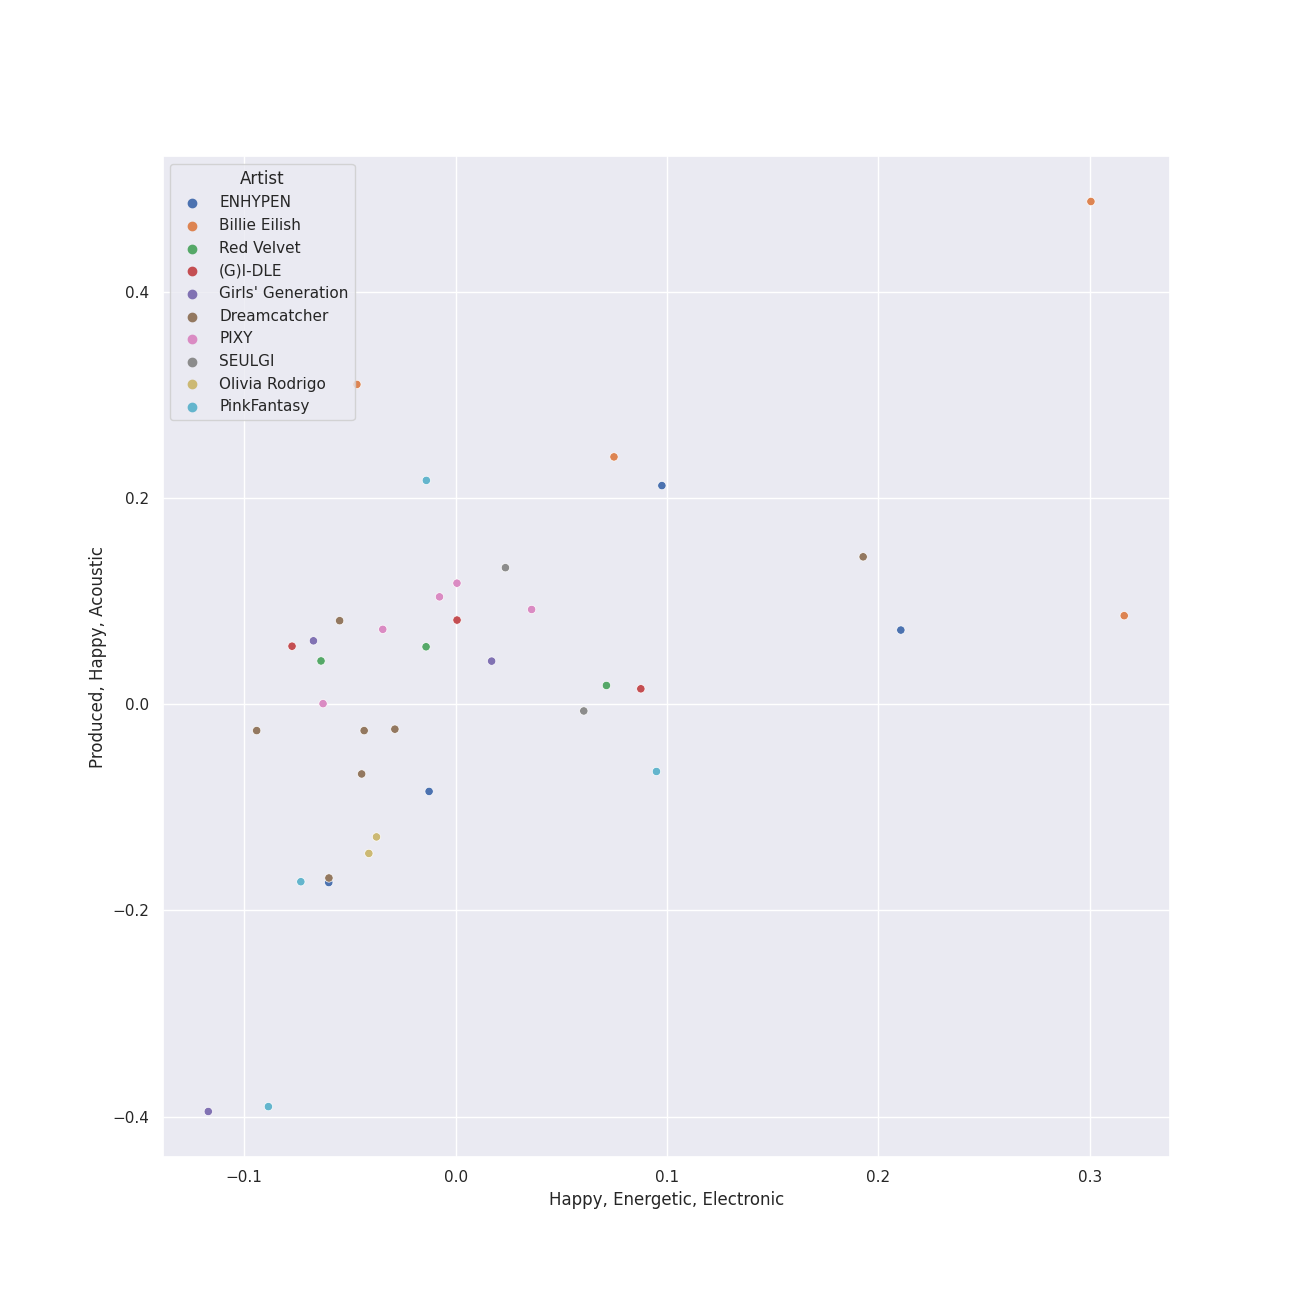 Artist
ENHYPEN
Billie Eilish
Red Velvet
(G)I-DLE
Girls' Generation
Dreamcatcher
PIXY
SEULGI
Olivia Rodrigo
PinkFantasy
0.4
0.2
0.0
−0.2
−0.4
Produced, Happy, Acoustic
−0.1
0.0
0.1
0.2
0.3
Happy, Energetic, Electronic